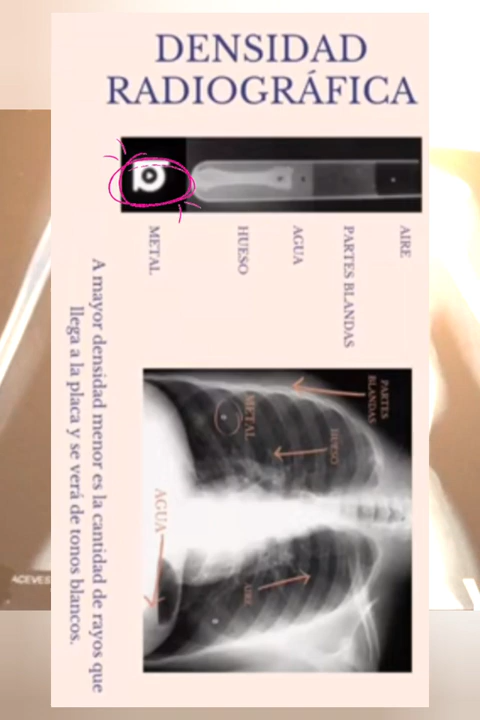 DENSIDAD
RADIOGRÁFICA
METAL
HUESO
AGUA
PARTES BLANDAS
AIRE
A mayor densidad menor es la cantidad de rayos que
llega a la placa y se verá de tonos blancos.
PARTES
BLANDAS
HUESO
METAL
AIRE
AGUA
ACEVES